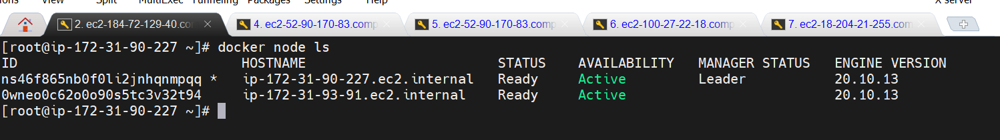 View Split MultiExec Tunneling Packages Settings Help X server
2. ec2-184-72-129-40.co 4. ec2-52-90-170-83.comp 5. ec2-52-90-170-83.comp 6. ec2-100-27-22-18.comp 7. ec2-18-204-21-255.com
[root@ip-172-31-90-227 ~]# docker node ls
ID HOSTNAME STATUS AVAILABILITY MANAGER STATUS ENGINE VERSION
ns46f865nb0f0li2jnhqnmpqq * ip-172-31-90-227.ec2.internal Ready Active Leader 20.10.13
0wneo0c62o0o90s5tc3v32t94 ip-172-31-93-91.ec2.internal Ready Active 20.10.13
[root@ip-172-31-90-227 ~]#